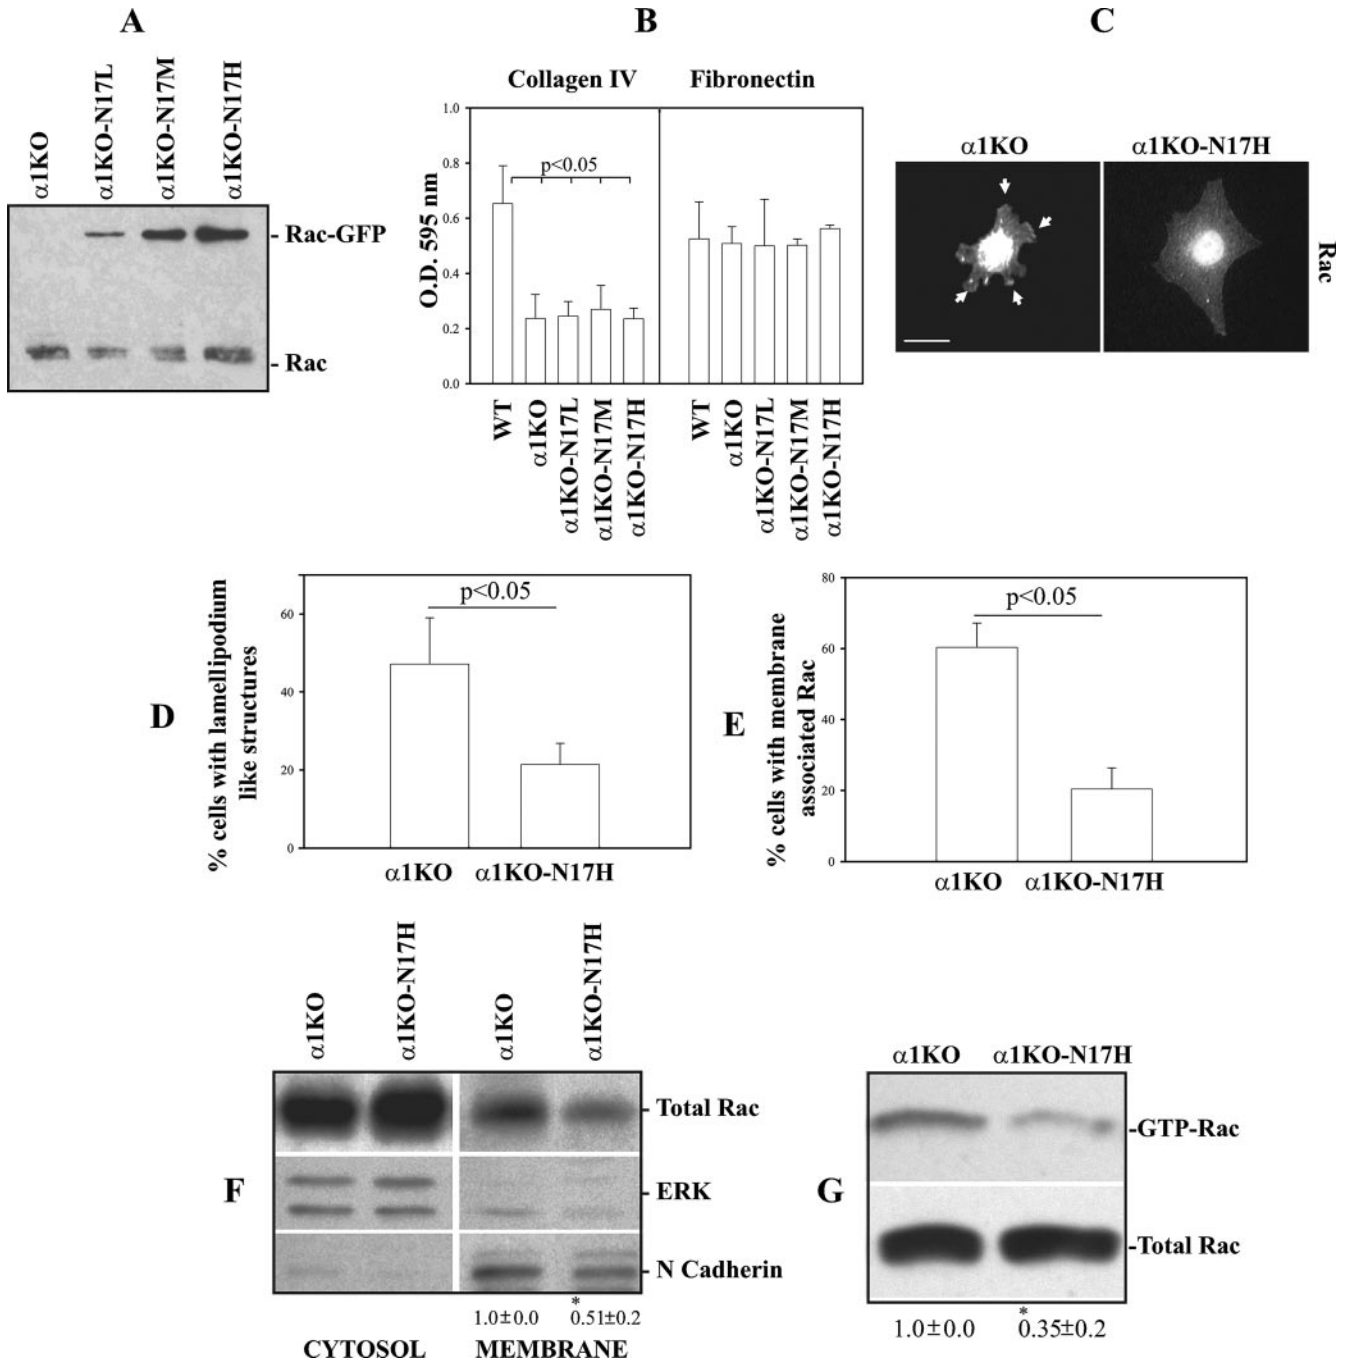 A
α1KO
α1KO-N17L
α1KO-N17M
α1KO-N17H
- Rac-GFP
- Rac
B
Collagen IV
Fibronectin
O.D. 595 nm
1.0
0.8
0.6
0.4
0.2
0.0
p<0.05
WT
α1KO
α1KO-N17L
α1KO-N17M
α1KO-N17H
WT
α1KO
α1KO-N17L
α1KO-N17M
α1KO-N17H
C
α1KO
α1KO-N17H
Rac
D
% cells with lamellipodium
like structures
60
40
20
0
p<0.05
α1KO
α1KO-N17H
E
% cells with membrane
associated Rac
80
60
40
20
0
p<0.05
α1KO
α1KO-N17H
F
α1KO
α1KO-N17H
α1KO
α1KO-N17H
- Total Rac
- ERK
- N Cadherin
1.0±0.0
*
0.51±0.2
CYTOSOL
MEMBRANE
G
α1KO
α1KO-N17H
-GTP-Rac
-Total Rac
1.0±0.0
*
0.35±0.2